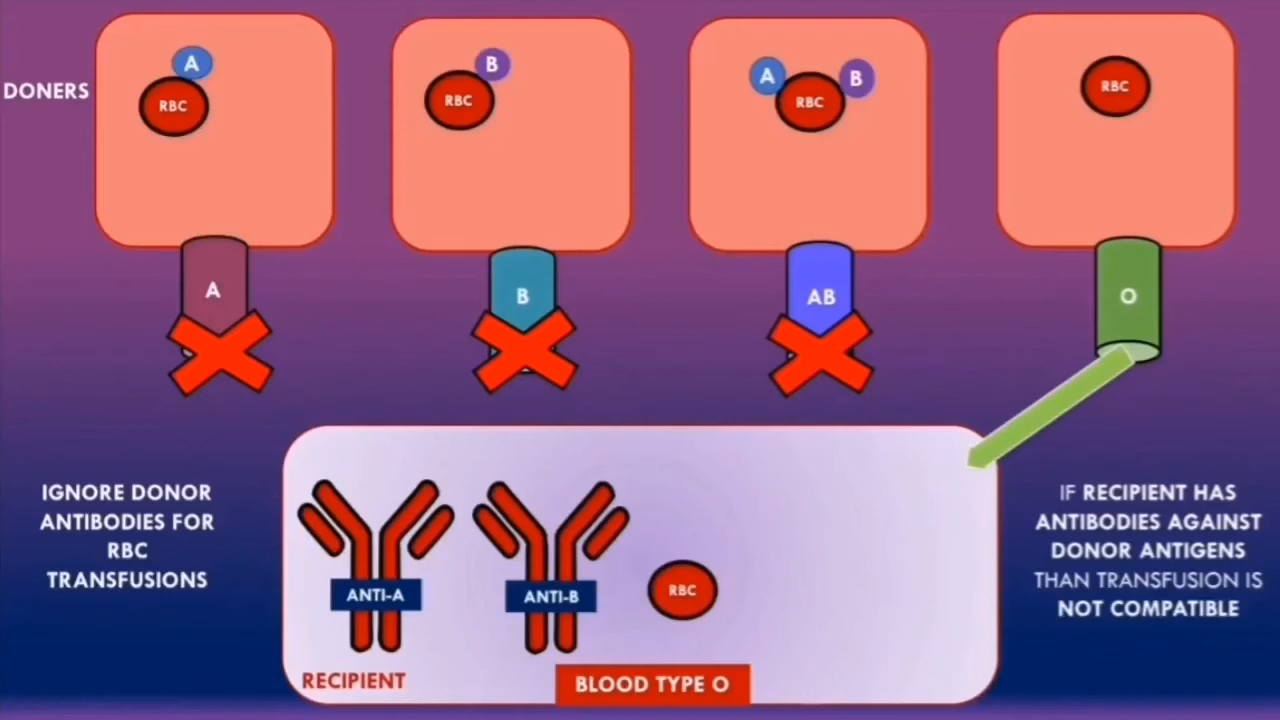 DONERS
A
RBC
B
RBC
A
B
RBC
RBC
A
B
AB
O
IGNORE DONOR
ANTIBODIES FOR
RBC
TRANSFUSIONS
IF RECIPIENT HAS
ANTIBODIES AGAINST
DONOR ANTIGENS
THAN TRANSFUSION IS
NOT COMPATIBLE
ANTI-A
ANTI-B
RBC
RECIPIENT
BLOOD TYPE O